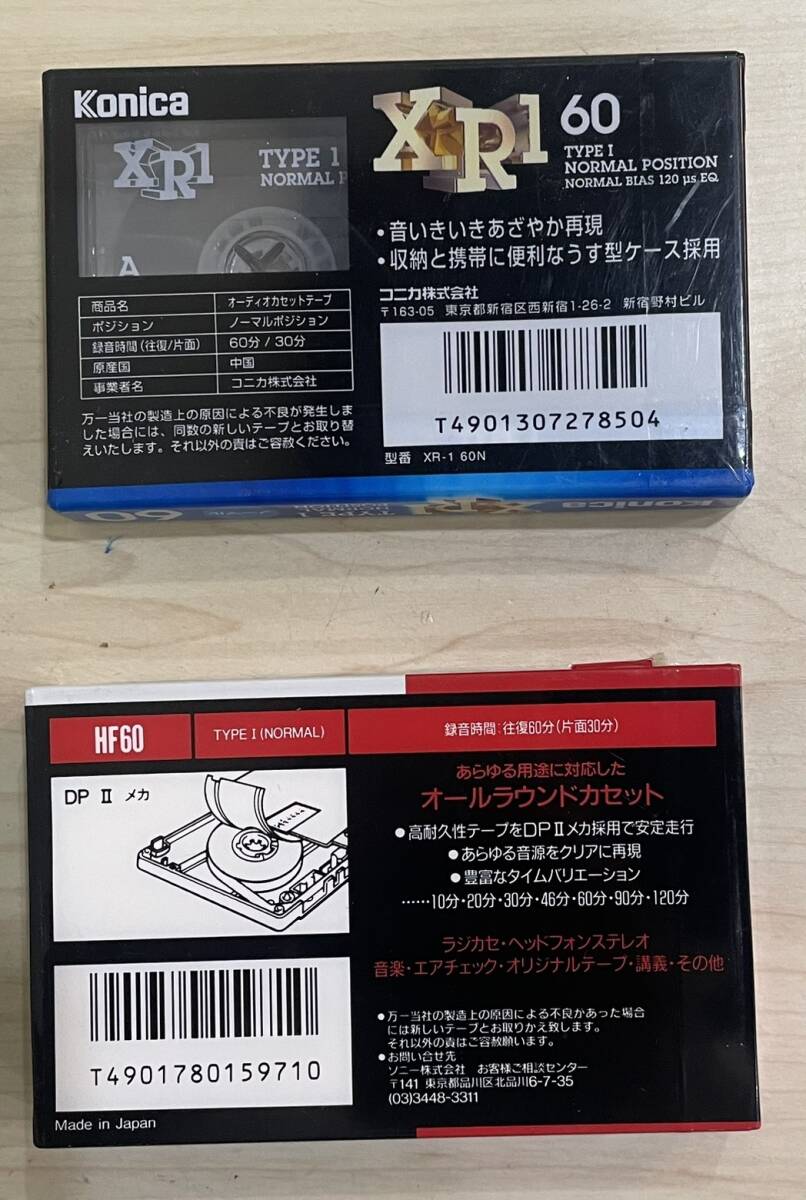 Konica
XR1
TYPE 1
NORMAL P
A
XR1 60
TYPE I
NORMAL POSITION
NORMAL BIAS 120 μs EQ
・音いきいきあざやか再現
・収納と携帯に便利なうす型ケース採用
商品名 オーディオカセットテープ
ポジション ノーマルポジション
録音時間(往復/片面) 60分/30分
原産国 中国
事業者名 コニカ株式会社
万一当社の製造上の原因による不良が発生しま
した場合には、同数の新しいテープとお取り替
えいたします。それ以外の責はご容赦ください。
コニカ株式会社
〒163-05 東京都新宿区西新宿1-26-2 新宿野村ビル
T4901307278504
型番 XR-1 60N
Konica
XR1
TYPE I
60
HF60
TYPE I (NORMAL)
録音時間:往復60分(片面30分)
DP II メカ
あらゆる用途に対応した
オールラウンドカセット
●高耐久性テープをDPⅡメカ採用で安定走行
●あらゆる音源をクリアに再現
●豊富なタイムバリエーション
……10分・20分・30分・46分・60分・90分・120分
ラジカセ・ヘッドフォンステレオ
音楽・エアチェック・オリジナルテープ・講義・その他
T4901780159710
●万一当社の製造上の原因による不良があった場合
には新しいテープとお取りかえ致します。
それ以外の責はご容赦願います。
●お問い合せ先
ソニー株式会社 お客様ご相談センター
〒141 東京都品川区北品川6-7-35
(03)3448-3311
Made in Japan